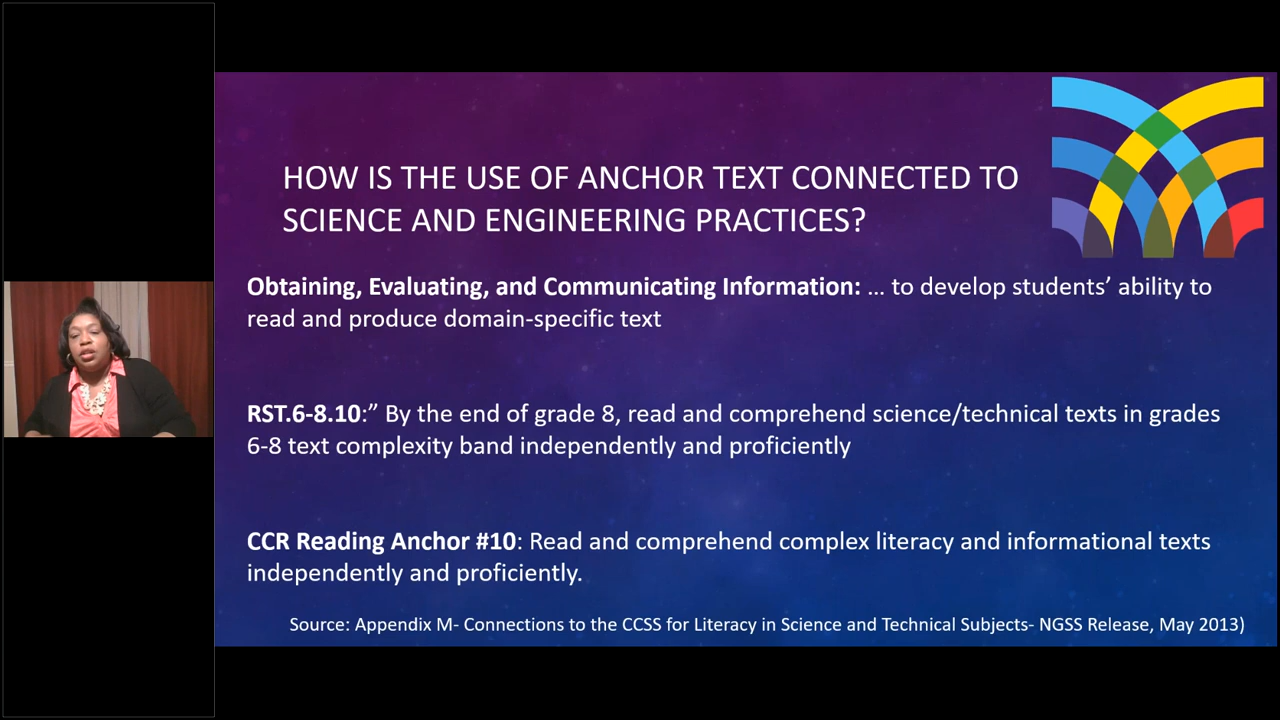 HOW IS THE USE OF ANCHOR TEXT CONNECTED TO
SCIENCE AND ENGINEERING PRACTICES?
Obtaining, Evaluating, and Communicating Information: ... to develop students’ ability to
read and produce domain-specific text
RST.6-8.10:” By the end of grade 8, read and comprehend science/technical texts in grades
6-8 text complexity band independently and proficiently
CCR Reading Anchor #10: Read and comprehend complex literacy and informational texts
independently and proficiently.
Source: Appendix M- Connections to the CCSS for Literacy in Science and Technical Subjects- NGSS Release, May 2013)